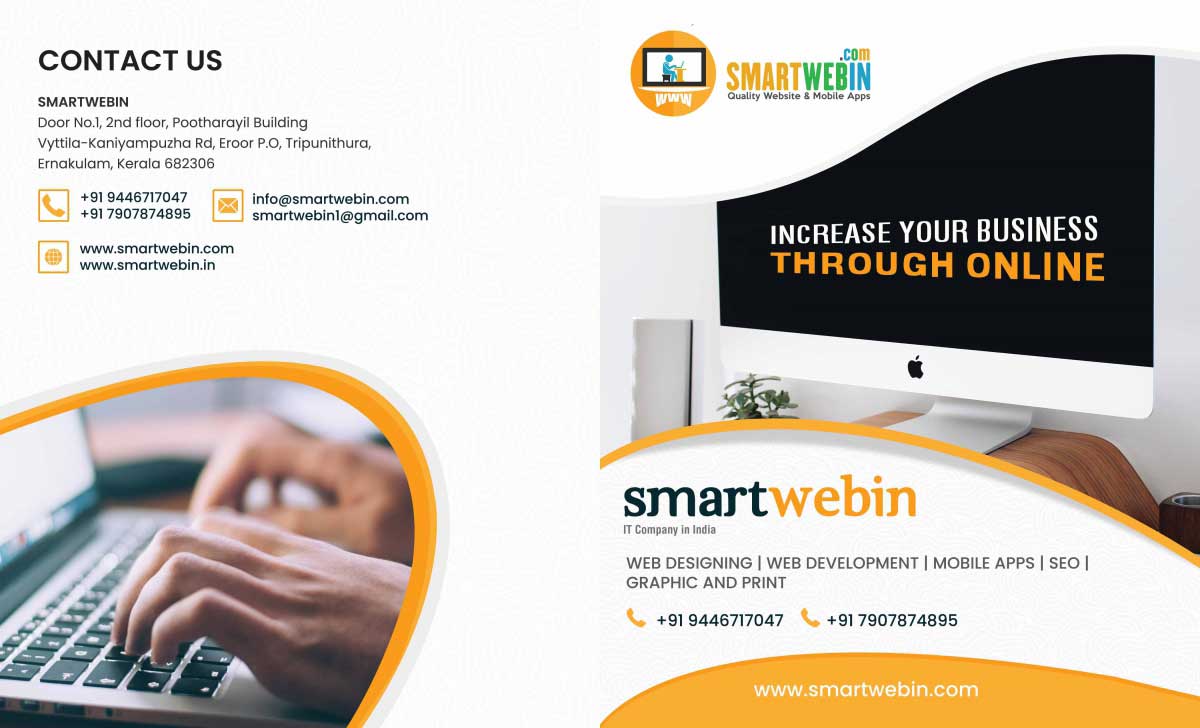 CONTACT US
SMARTWEBIN
Door No.1, 2nd floor, Pootharayil Building
Vyttila-Kaniyampuzha Rd, Eroor P.O, Tripunithura,
Ernakulam, Kerala 682306
+91 9446717047
+91 7907874895
info@smartwebin.com
smartwebin1@gmail.com
www.smartwebin.com
www.smartwebin.in
www
.com
SMARTWEBIN
Quality Website & Mobile Apps
INCREASE YOUR BUSINESS
THROUGH ONLINE
smartwebin
IT Company in India
WEB DESIGNING | WEB DEVELOPMENT | MOBILE APPS | SEO |
GRAPHIC AND PRINT
+91 9446717047 +91 7907874895
www.smartwebin.com